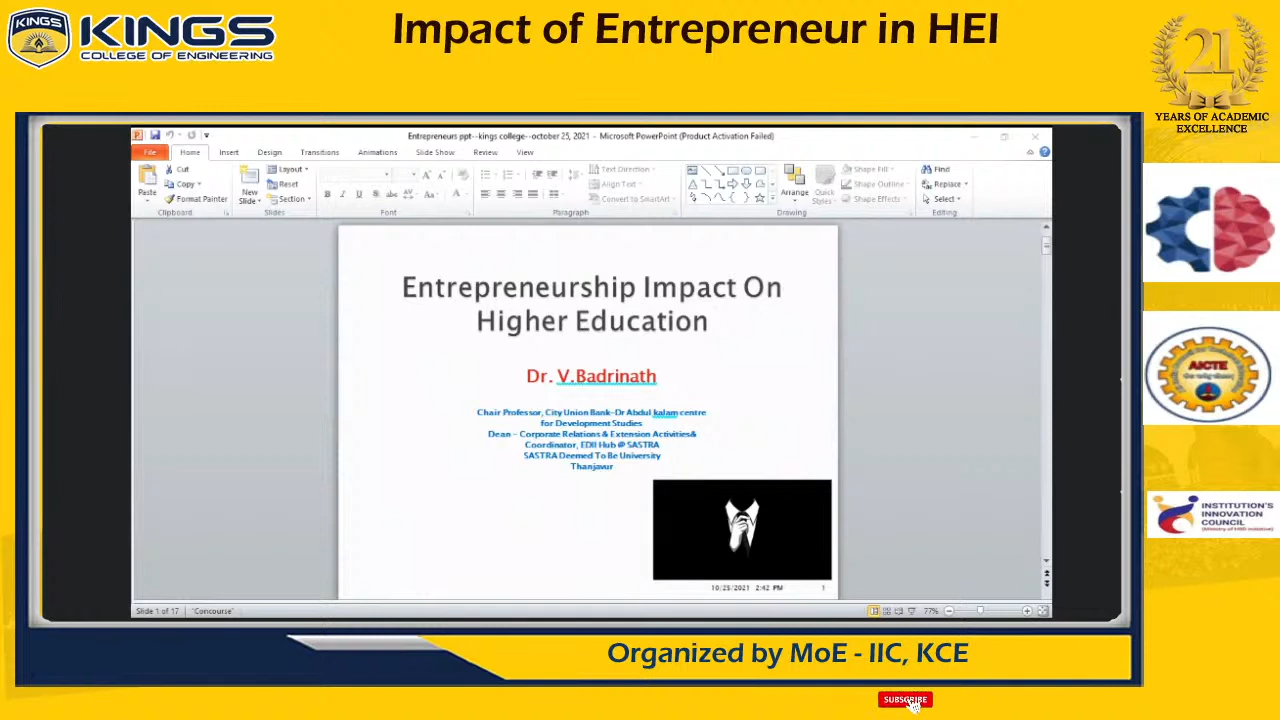 KINGS
COLLEGE OF ENGINEERING
Impact of Entrepreneur in HEI
21
YEARS OF ACADEMIC
EXCELLENCE
Entrepreneurs ppt--kings college--october 25, 2021 - Microsoft PowerPoint (Product Activation Failed)
File Home Insert Design Transitions Animations Slide Show Review View
Paste
Cut
Copy
Format Painter
Clipboard
New
Slide
Layout
Reset
Section
Slides
Font
Text Direction
Align Text
Convert to SmartArt
Paragraph
Arrange
Quick
Styles
Shape Fill
Shape Outline
Shape Effects
Drawing
Find
Replace
Select
Editing
Entrepreneurship Impact On
Higher Education
Dr. V.Badrinath
Chair Professor, City Union Bank-Dr Abdul kalam centre
for Development Studies
Dean – Corporate Relations & Extension Activities&
Coordinator, EDII Hub @ SASTRA
SASTRA Deemed To Be University
Thanjavur
10/25/2021 2:42 PM 1
Slide 1 of 17 "Concourse" 77%
AICTE
INSTITUTION'S
INNOVATION
COUNCIL
(Ministry of HRD Initiative)
Organized by MoE - IIC, KCE
SUBSCRIBE